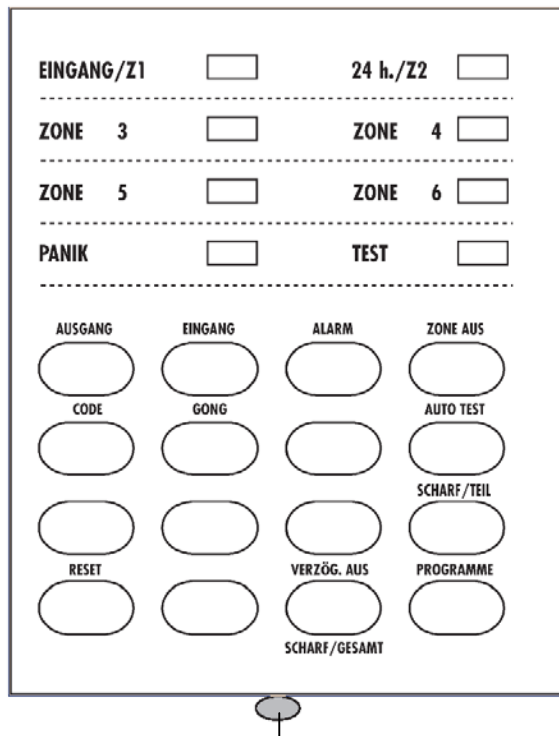 EINGANG/Z1 24 h./Z2
ZONE 3 ZONE 4
ZONE 5 ZONE 6
PANIK TEST
AUSGANG EINGANG ALARM ZONE AUS
CODE GONG AUTO TEST
SCHARF/TEIL
RESET VERZÖG. AUS PROGRAMME
SCHARF/GESAMT